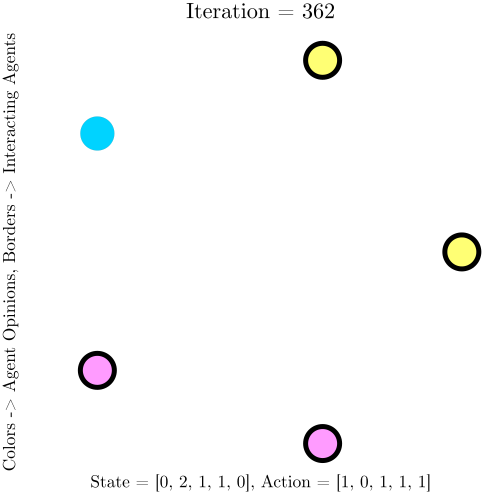 Iteration = 362
Colors -> Agent Opinions, Borders -> Interacting Agents
State = [0, 2, 1, 1, 0], Action = [1, 0, 1, 1, 1]